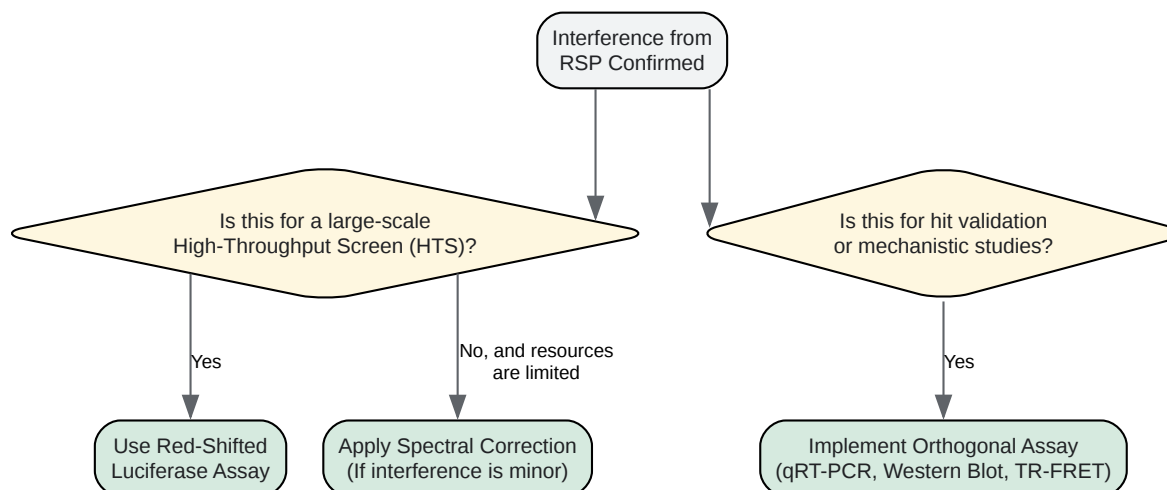 Interference from
RSP Confirmed
Is this for a large-scale
High-Throughput Screen (HTS)?
Is this for hit validation
or mechanistic studies?
Yes
No, and resources
are limited
Yes
Use Red-Shifted
Luciferase Assay
Apply Spectral Correction
(If interference is minor)
Implement Orthogonal Assay
(qRT-PCR, Western Blot, TR-FRET)